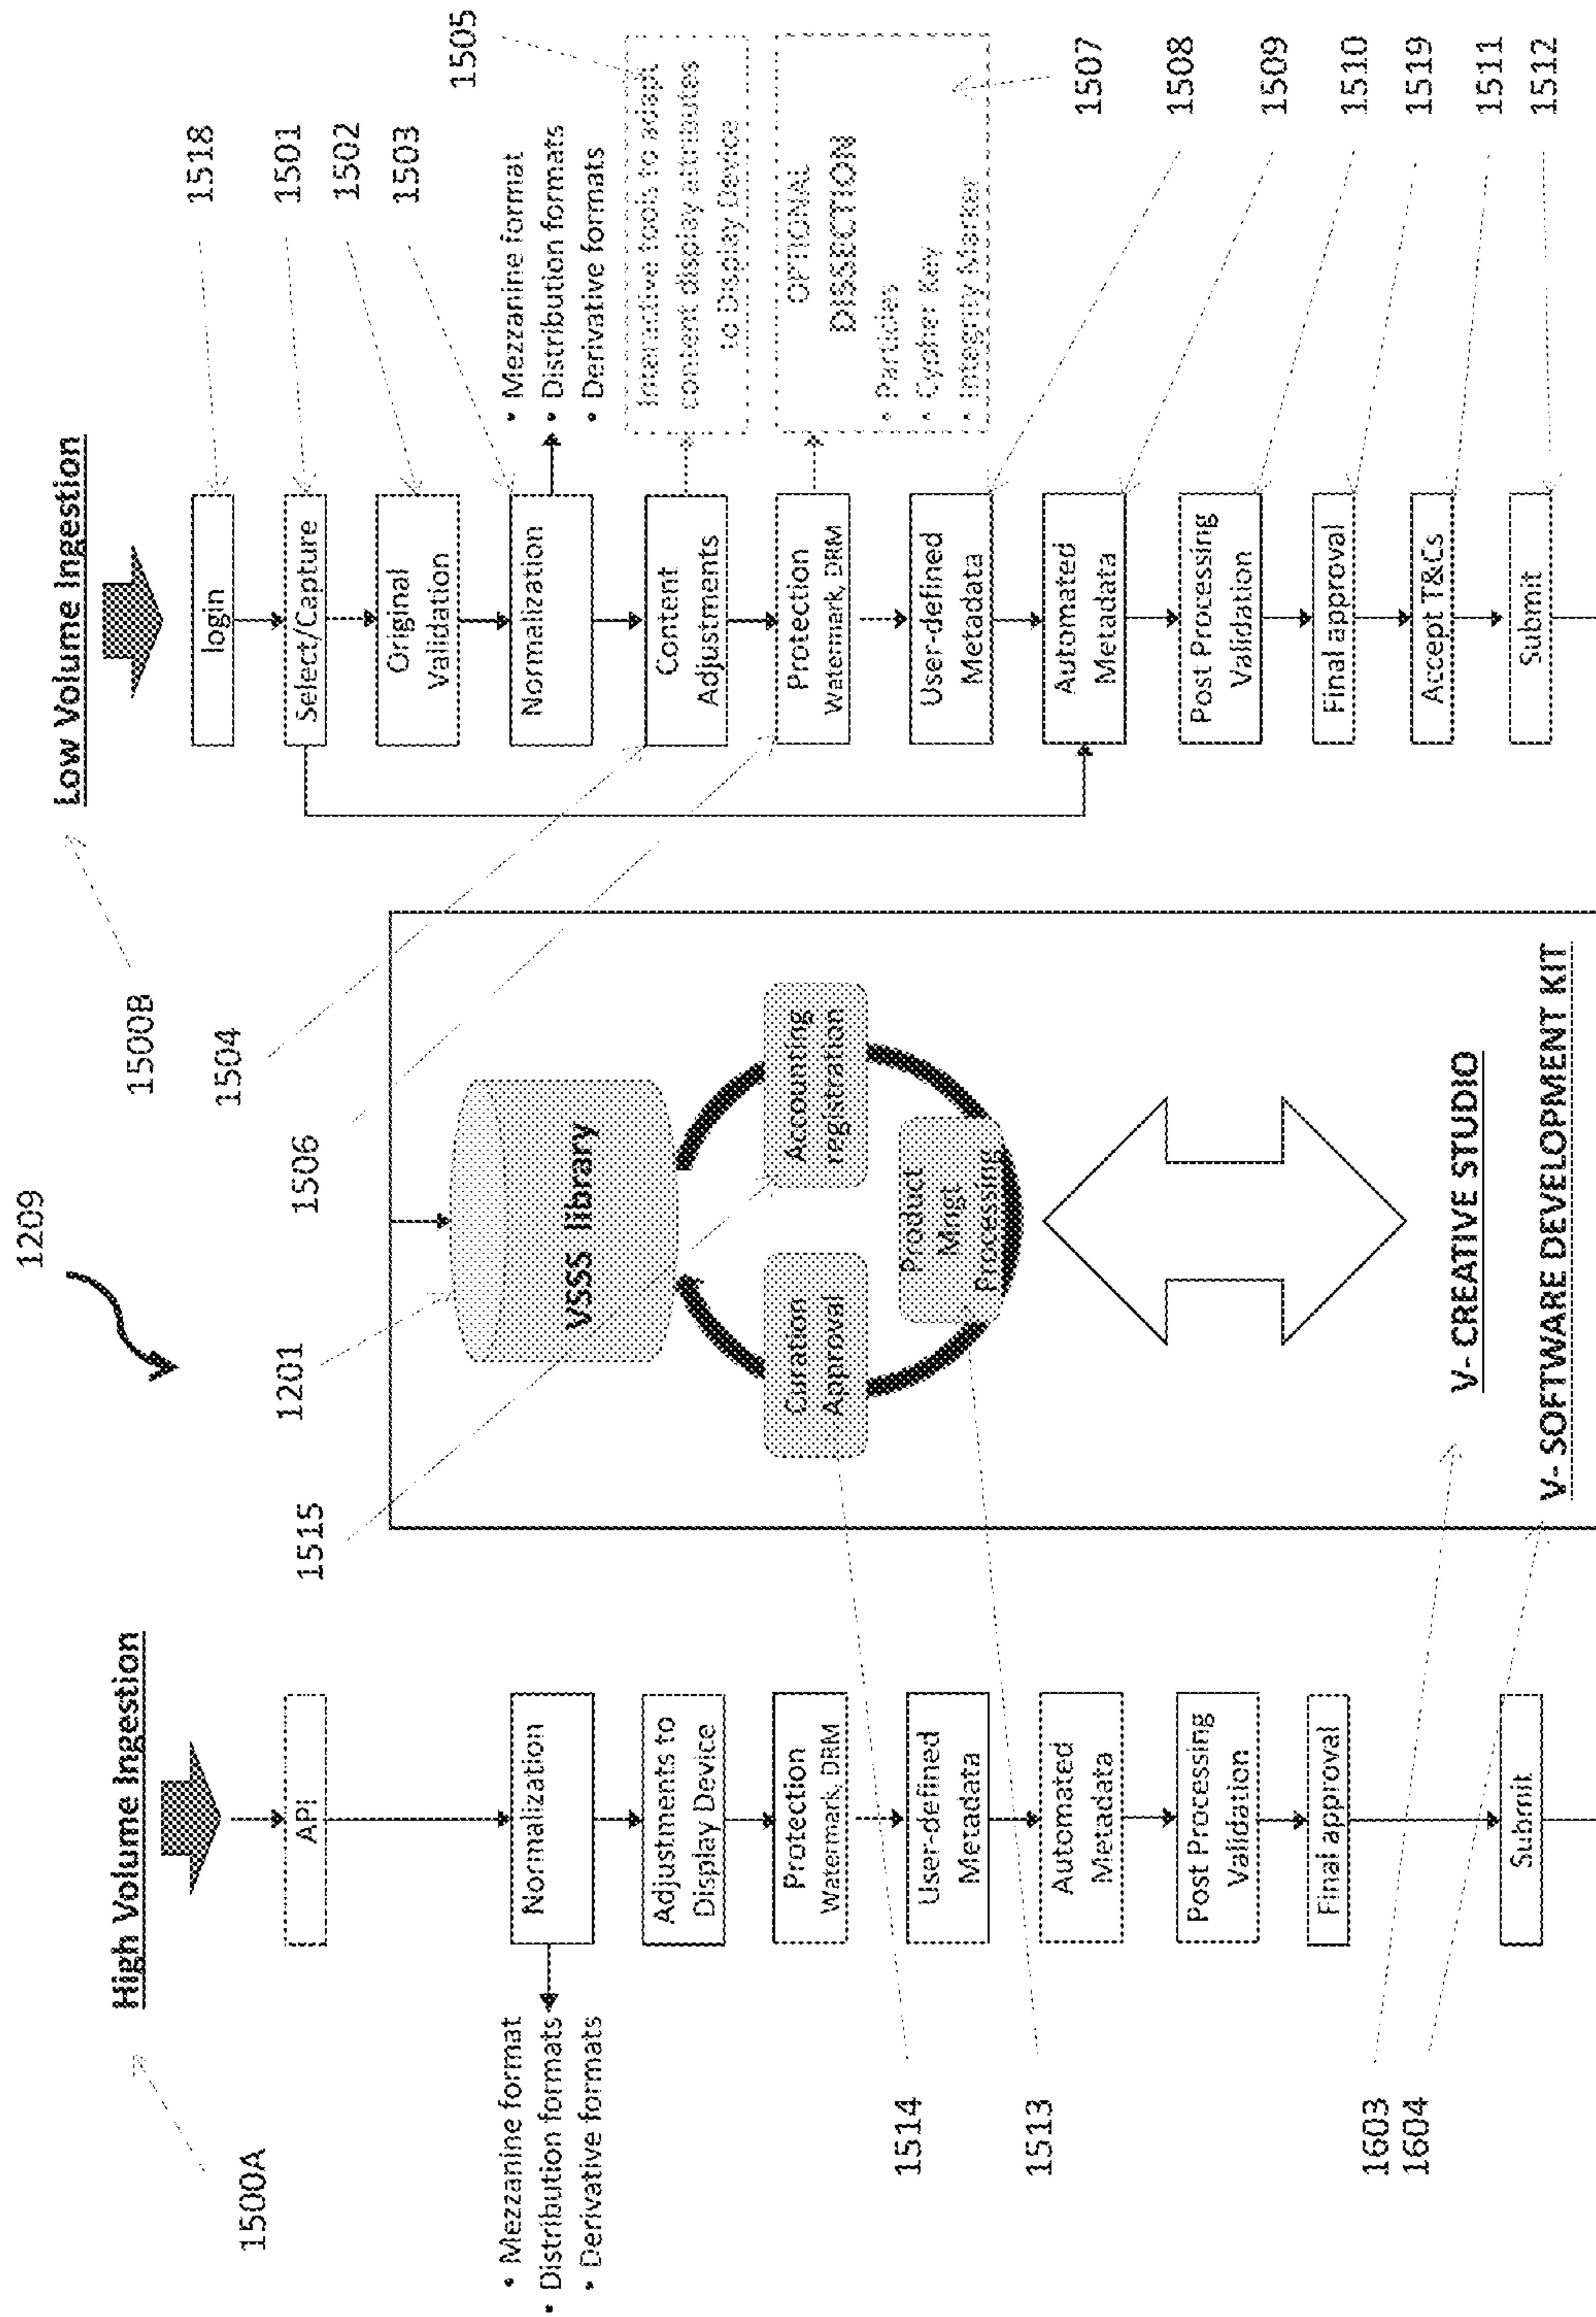 1209
High Volume Ingestion
1500A
API
Normalization
• Mezzanine format
• Distribution formats
• Derivative formats
Adjustments to
Display Device
Protection
Watermark, DRM
User-defined
Metadata
Automated
Metadata
Post Processing
Validation
Final approval
Submit
1514
1513
1603
1604
1515
1201
1506
1504
1500B
VSSS library
Curation
Approval
Accounting
registration
Product
Mngt
Processing
V- CREATIVE STUDIO
V- SOFTWARE DEVELOPMENT KIT
Low Volume Ingestion
login
Select/Capture
Original
Validation
Normalization
• Mezzanine format
• Distribution formats
• Derivative formats
Content
Adjustments
Interactive tools to adapt
content display attributes
to Display Device
Protection
Watermark, DRM
OPTIONAL
DISSECTION
• Particles
• Cypher Key
• Integrity Marker
User-defined
Metadata
Automated
Metadata
Post Processing
Validation
Final approval
Accept T&Cs
Submit
1518
1501
1502
1503
1505
1507
1508
1509
1510
1519
1511
1512